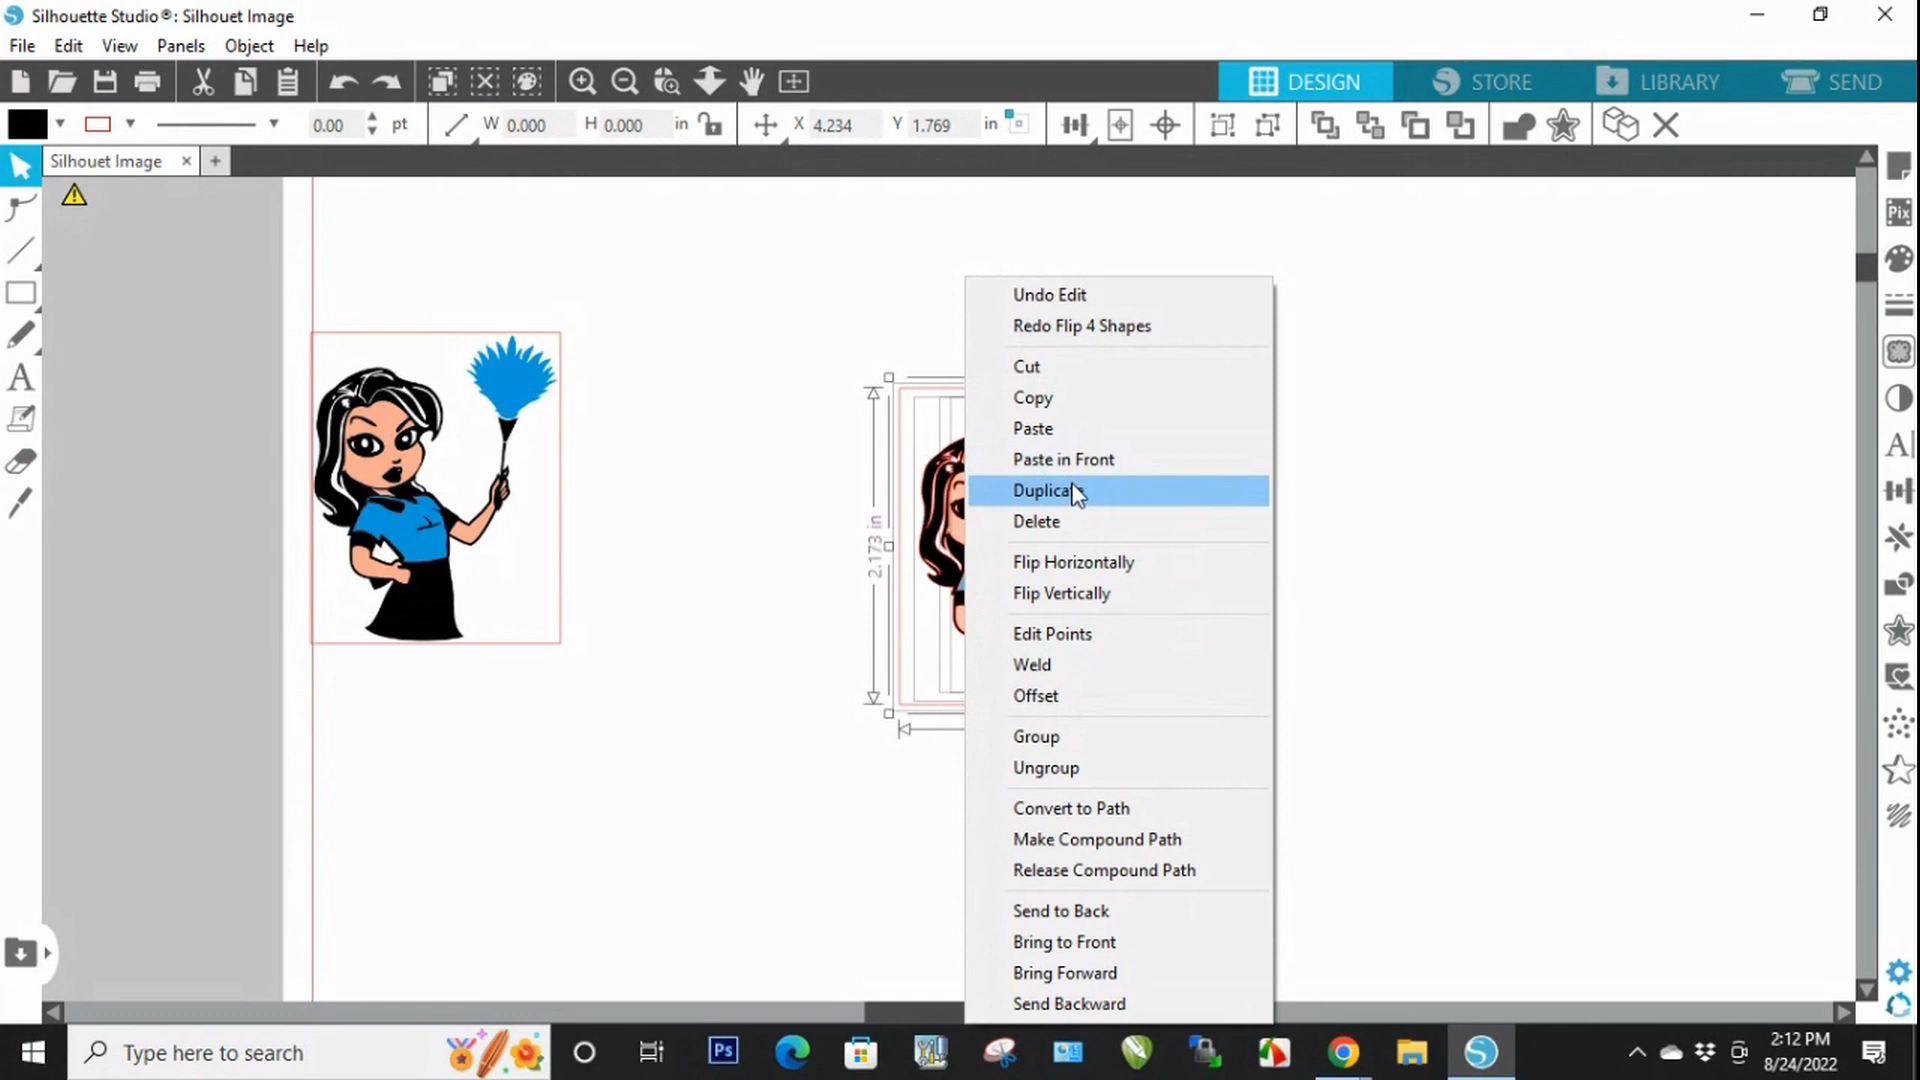 Silhouette Studio®: Silhouet Image
File Edit View Panels Object Help
DESIGN STORE LIBRARY SEND
0.00 pt W 0.000 H 0.000 in X 4.234 Y 1.769 in
Silhouet Image
Pix
A
A
2.173 in
Undo Edit
Redo Flip 4 Shapes
Cut
Copy
Paste
Paste in Front
Duplicate
Delete
Flip Horizontally
Flip Vertically
Edit Points
Weld
Offset
Group
Ungroup
Convert to Path
Make Compound Path
Release Compound Path
Send to Back
Bring to Front
Bring Forward
Send Backward
Type here to search
Ps
2:12 PM
8/24/2022